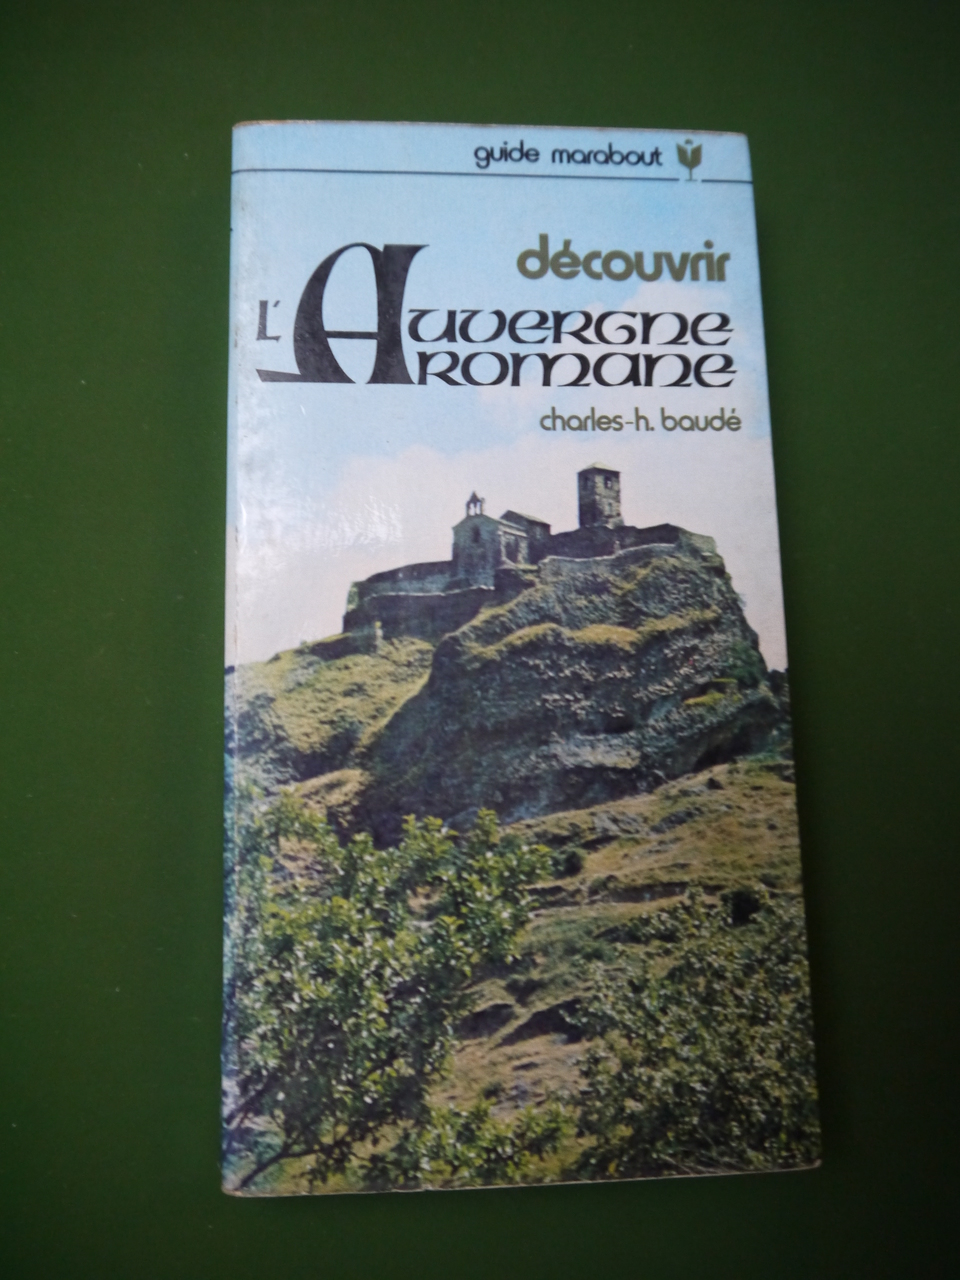 guide marabout
découvrir
L'Auvergne
romane
charles-h. baudé